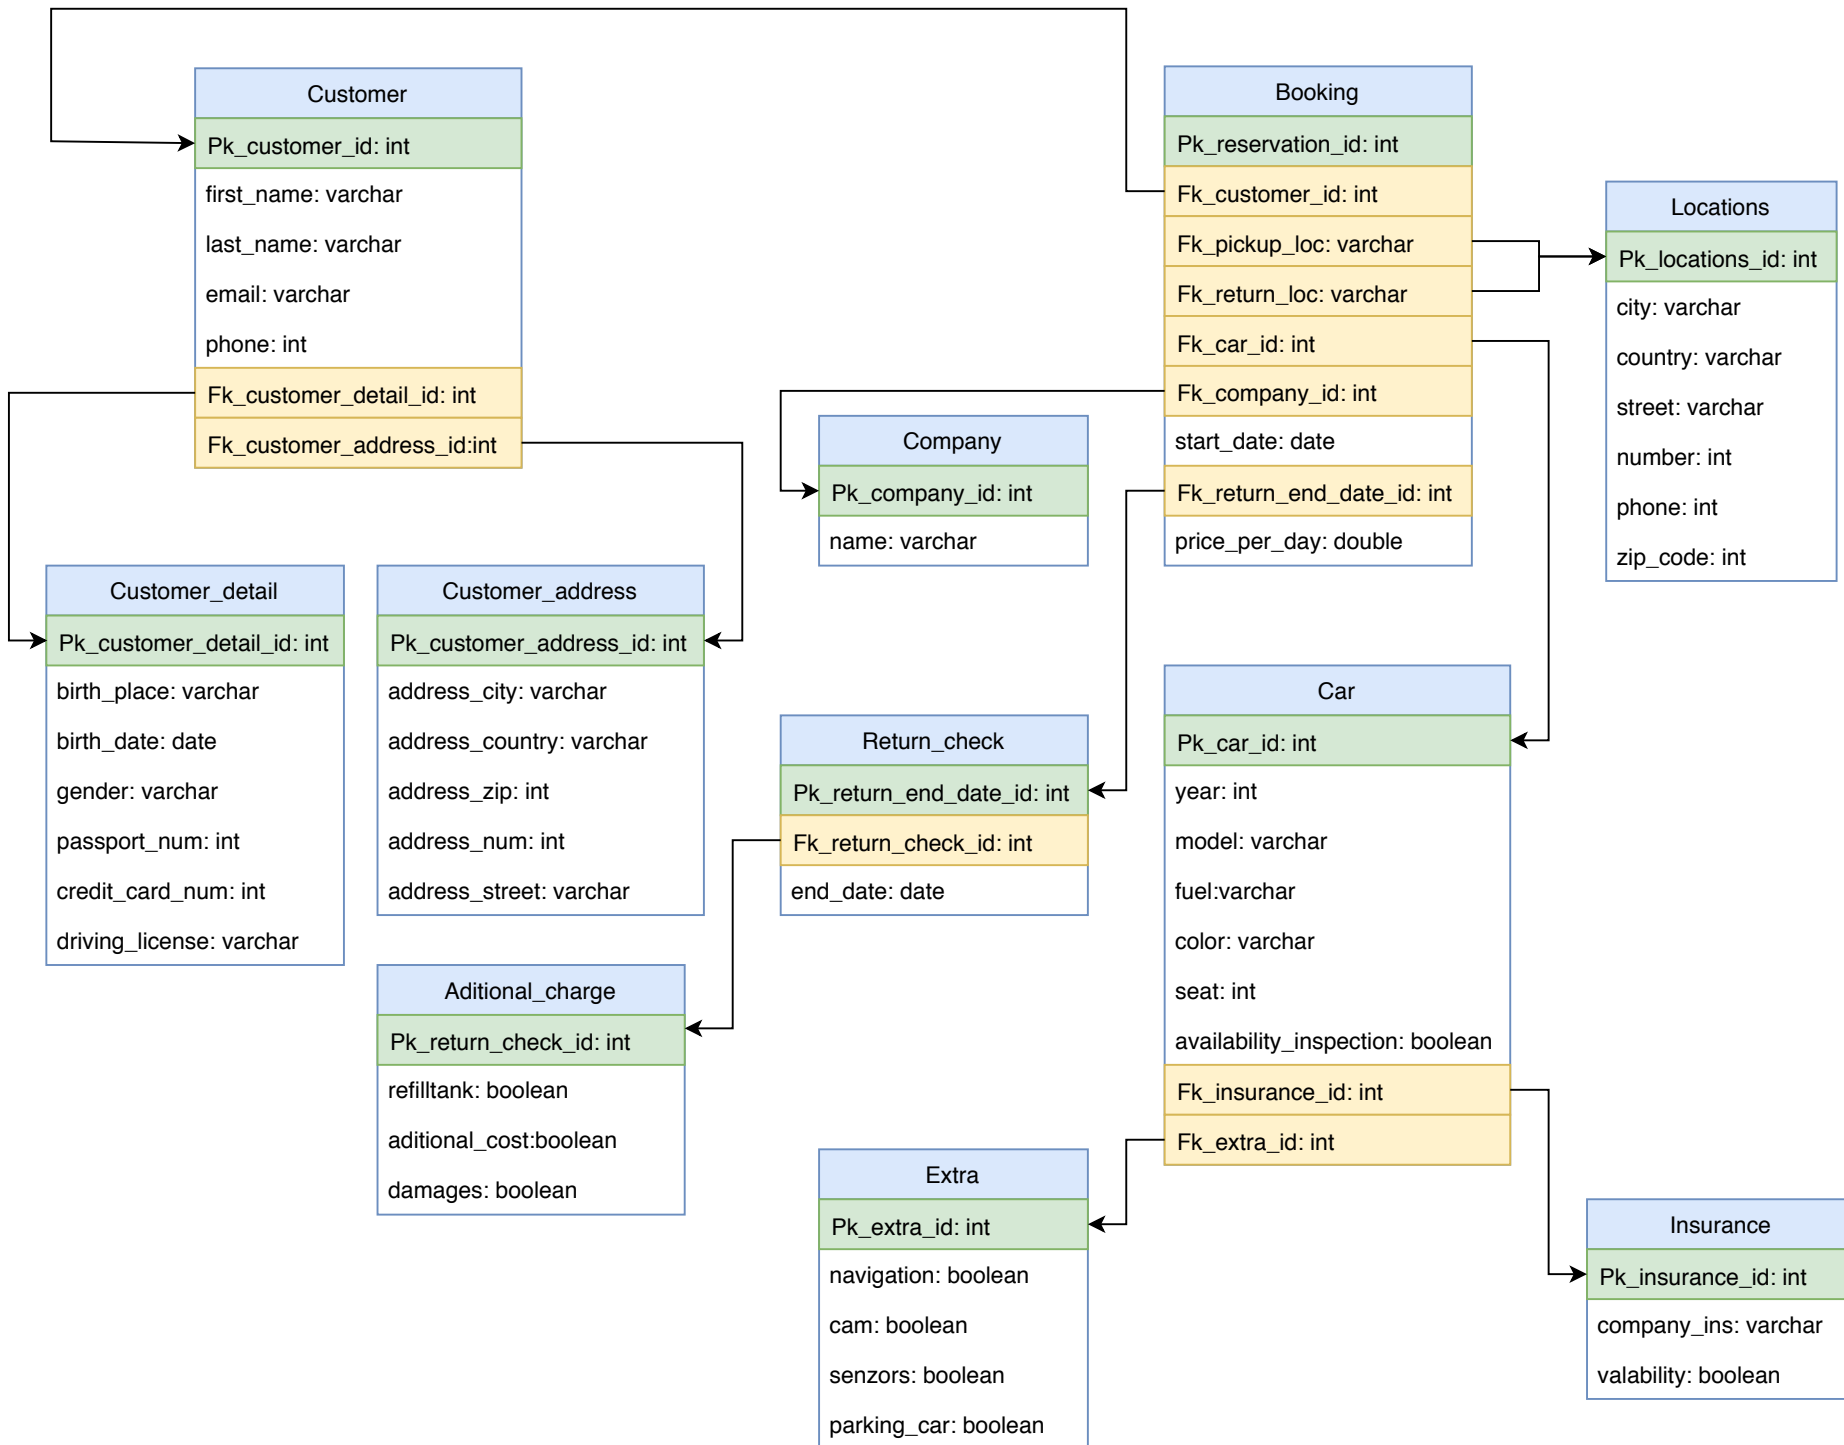 Customer
Pk_customer_id: int
first_name: varchar
last_name: varchar
email: varchar
phone: int
Fk_customer_detail_id: int
Fk_customer_address_id:int
Booking
Pk_reservation_id: int
Fk_customer_id: int
Fk_pickup_loc: varchar
Fk_return_loc: varchar
Fk_car_id: int
Fk_company_id: int
start_date: date
Fk_return_end_date_id: int
price_per_day: double
Locations
Pk_locations_id: int
city: varchar
country: varchar
street: varchar
number: int
phone: int
zip_code: int
Company
Pk_company_id: int
name: varchar
Customer_detail
Pk_customer_detail_id: int
birth_place: varchar
birth_date: date
gender: varchar
passport_num: int
credit_card_num: int
driving_license: varchar
Customer_address
Pk_customer_address_id: int
address_city: varchar
address_country: varchar
address_zip: int
address_num: int
address_street: varchar
Return_check
Pk_return_end_date_id: int
Fk_return_check_id: int
end_date: date
Car
Pk_car_id: int
year: int
model: varchar
fuel:varchar
color: varchar
seat: int
availability_inspection: boolean
Fk_insurance_id: int
Fk_extra_id: int
Aditional_charge
Pk_return_check_id: int
refilltank: boolean
aditional_cost:boolean
damages: boolean
Extra
Pk_extra_id: int
navigation: boolean
cam: boolean
senzors: boolean
parking_car: boolean
Insurance
Pk_insurance_id: int
company_ins: varchar
valability: boolean